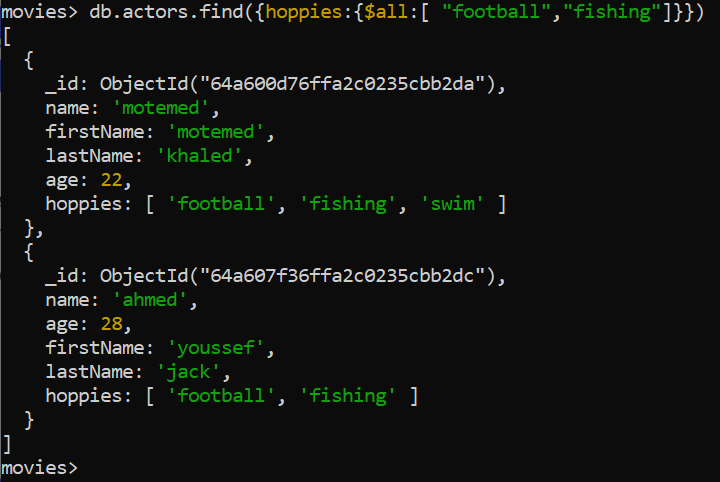 movies> db.actors.find({hoppies:{$all:[ "football","fishing"]}})
[
  {
    _id: ObjectId("64a600d76ffa2c0235cbb2da"),
    name: 'motemed',
    firstName: 'motemed',
    lastName: 'khaled',
    age: 22,
    hoppies: [ 'football', 'fishing', 'swim' ]
  },
  {
    _id: ObjectId("64a607f36ffa2c0235cbb2dc"),
    name: 'ahmed',
    age: 28,
    firstName: 'youssef',
    lastName: 'jack',
    hoppies: [ 'football', 'fishing' ]
  }
]
movies>